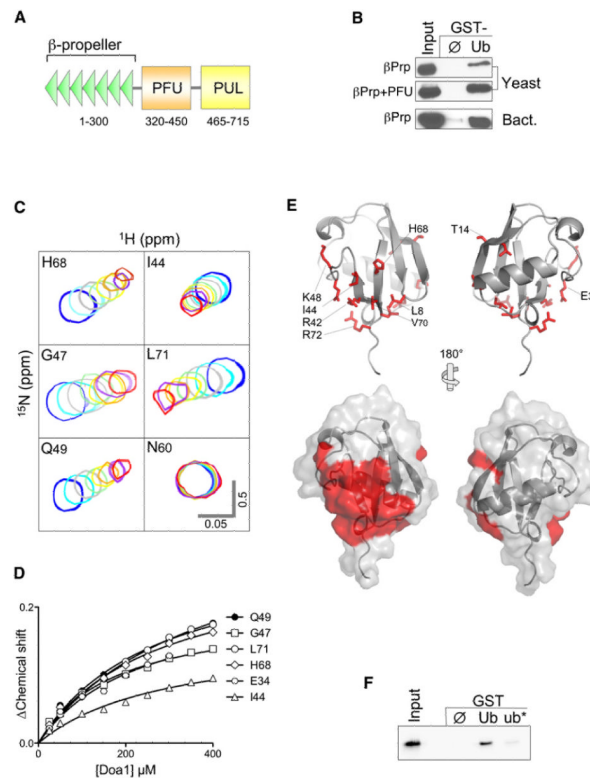 A
β-propeller
PFU
PUL
1-300
320-450
465-715
B
Input
GST-
Ø
Ub
βPrp
βPrp+PFU
Yeast
βPrp
Bact.
C
¹H (ppm)
¹⁵N (ppm)
H68
I44
G47
L71
Q49
N60
0.5
0.05
D
ΔChemical shift
0.2
0.0
0
200
400
[Doa1] µM
Q49
G47
L71
H68
E34
I44
E
H68
K48
I44
R42
R72
L8
V70
T14
180°
F
Input
GST
Ø
Ub
ub*